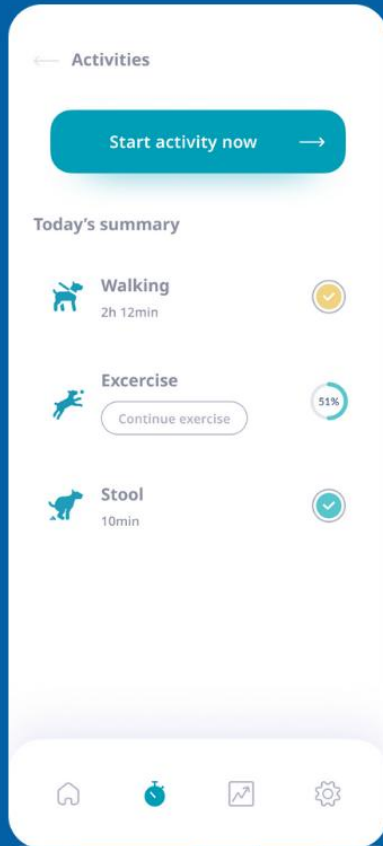 Activities
Start activity now
Today's summary
Walking
2h 12min
Excercise
Continue exercise
51%
Stool
10min